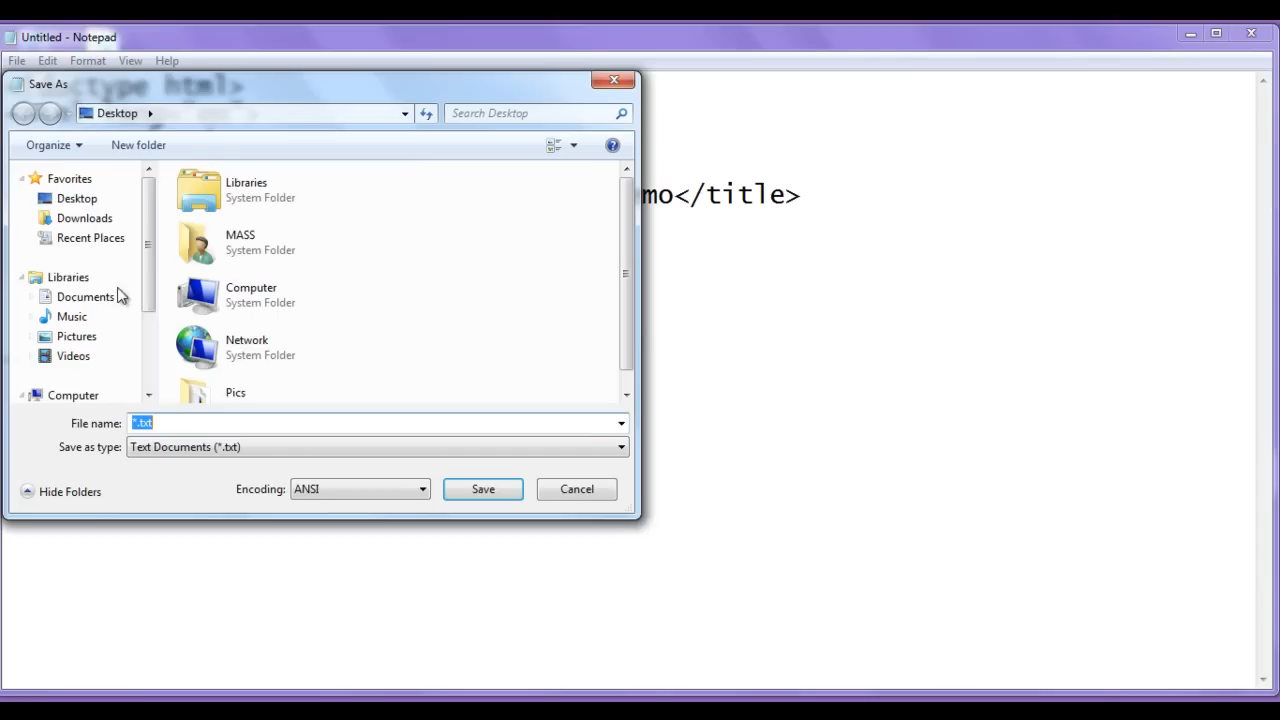 Untitled - Notepad
File Edit Format View Help
ctype html>
Save As
Desktop
Search Desktop
Organize New folder
Favorites
Desktop
Downloads
Recent Places
Libraries
Documents
Music
Pictures
Videos
Computer
Libraries
System Folder
MASS
System Folder
Computer
System Folder
Network
System Folder
Pics
mo</title>
File name: *.txt
Save as type: Text Documents (*.txt)
Hide Folders Encoding: ANSI Save Cancel